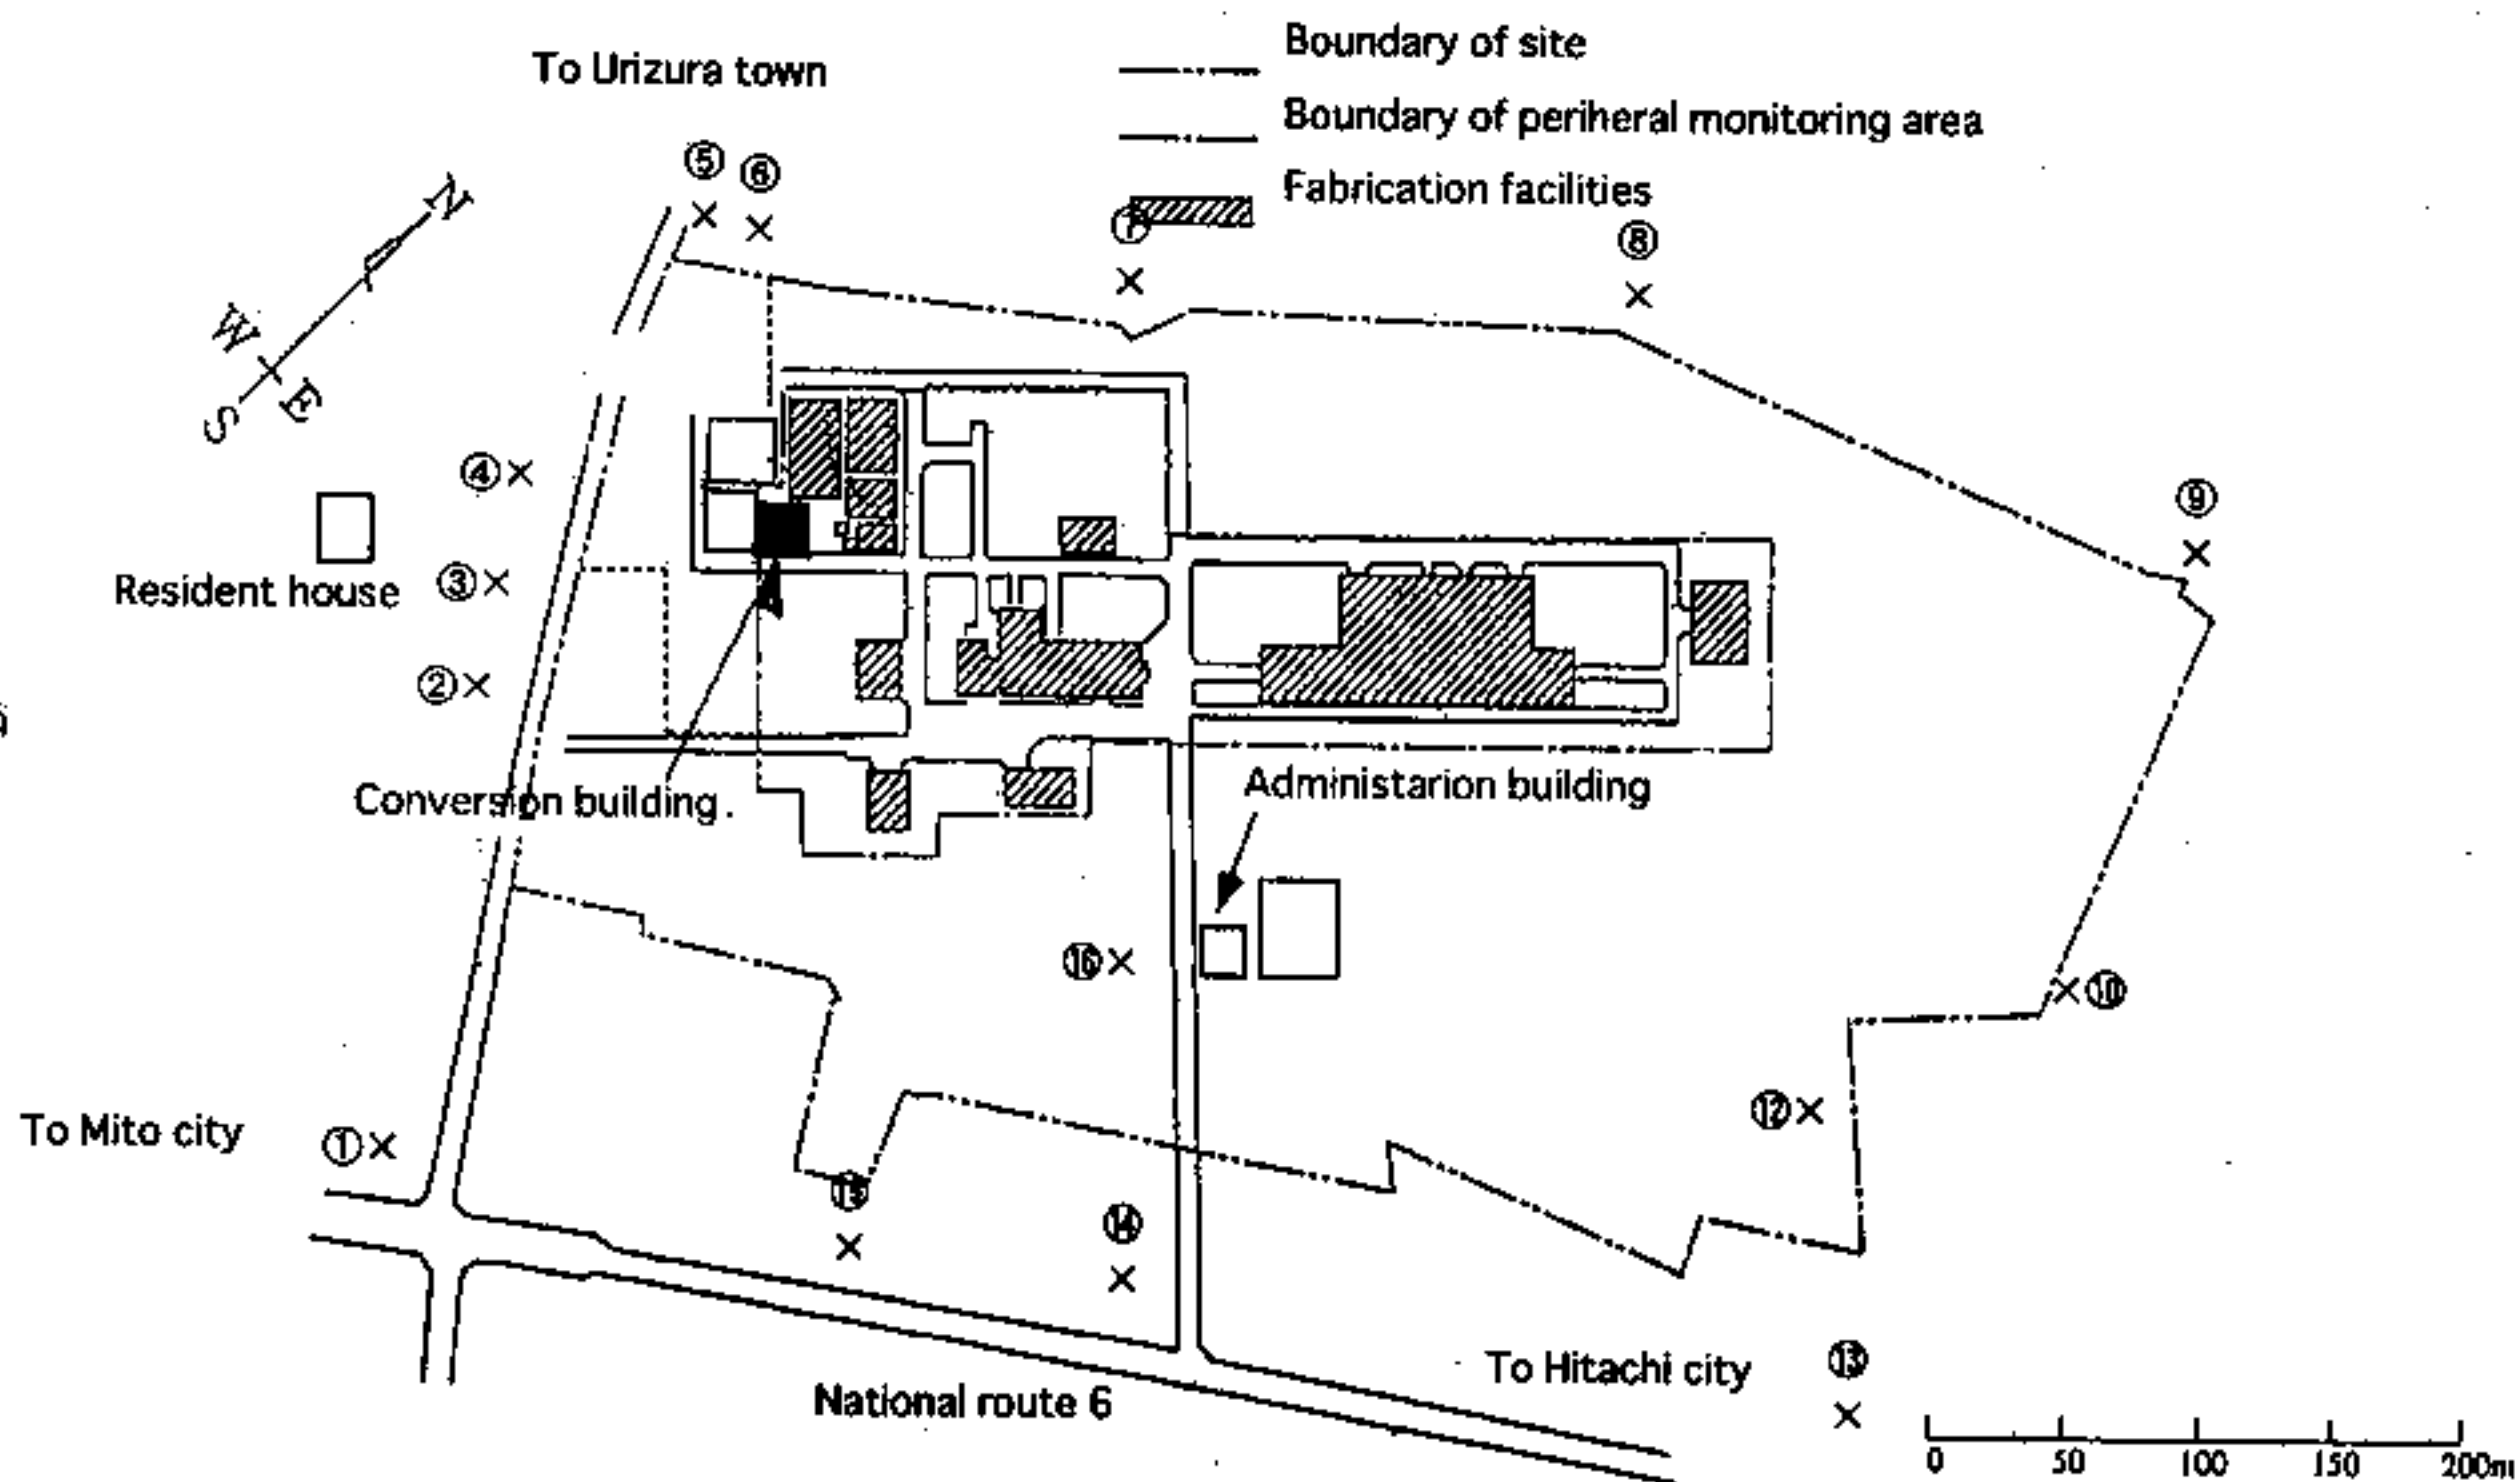 Boundary of site
To Urizura town
Boundary of periheral monitoring area
⑤ ⑥
Fabrication facilities
N
⑦
⑧
W
E
S
④
⑨
③
Resident house
②
Conversion building.
Administarion building
⑯
⑩
⑫
To Mito city
①
⑮
⑭
To Hitachi city
⑬
National route 6
0 50 100 150 200m